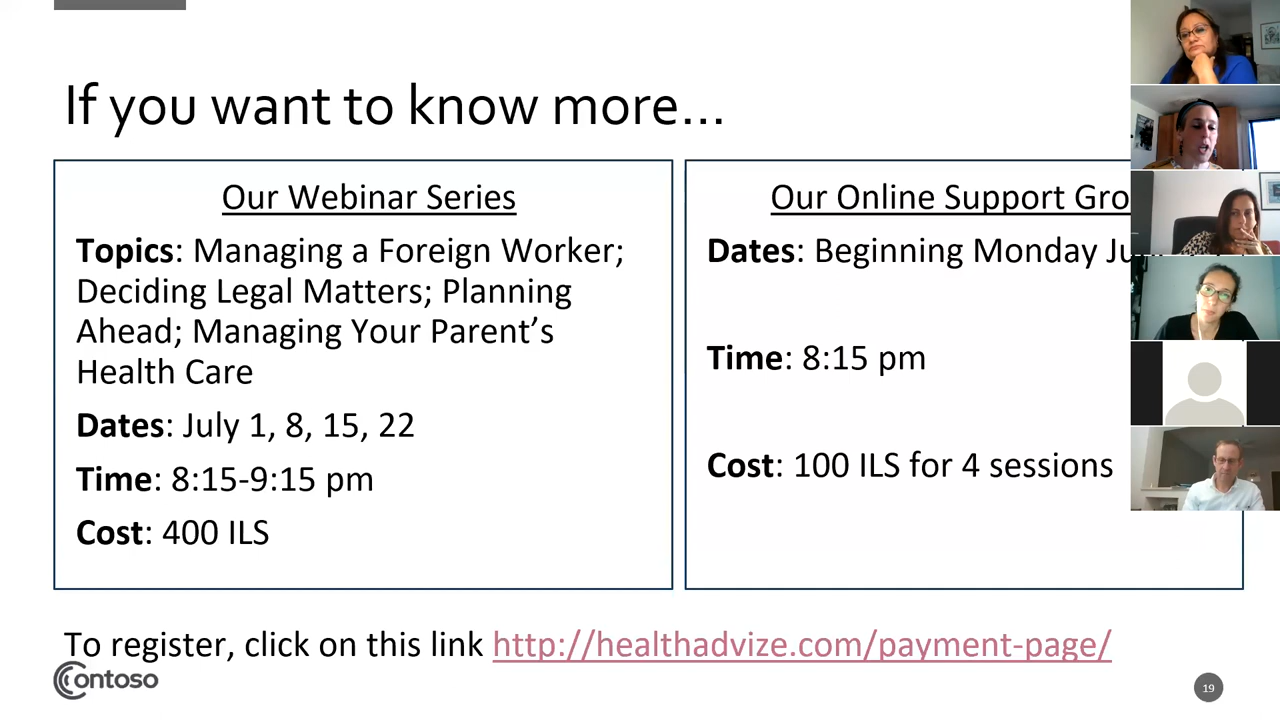 If you want to know more...
Our Webinar Series
Topics: Managing a Foreign Worker;
Deciding Legal Matters; Planning
Ahead; Managing Your Parent’s
Health Care
Dates: July 1, 8, 15, 22
Time: 8:15-9:15 pm
Cost: 400 ILS
Our Online Support
Dates: Beginning Monday
Time: 8:15 pm
Cost: 100 ILS for 4 sessions
To register, click on this link http://healthadvize.com/payment-page/
Contoso
19